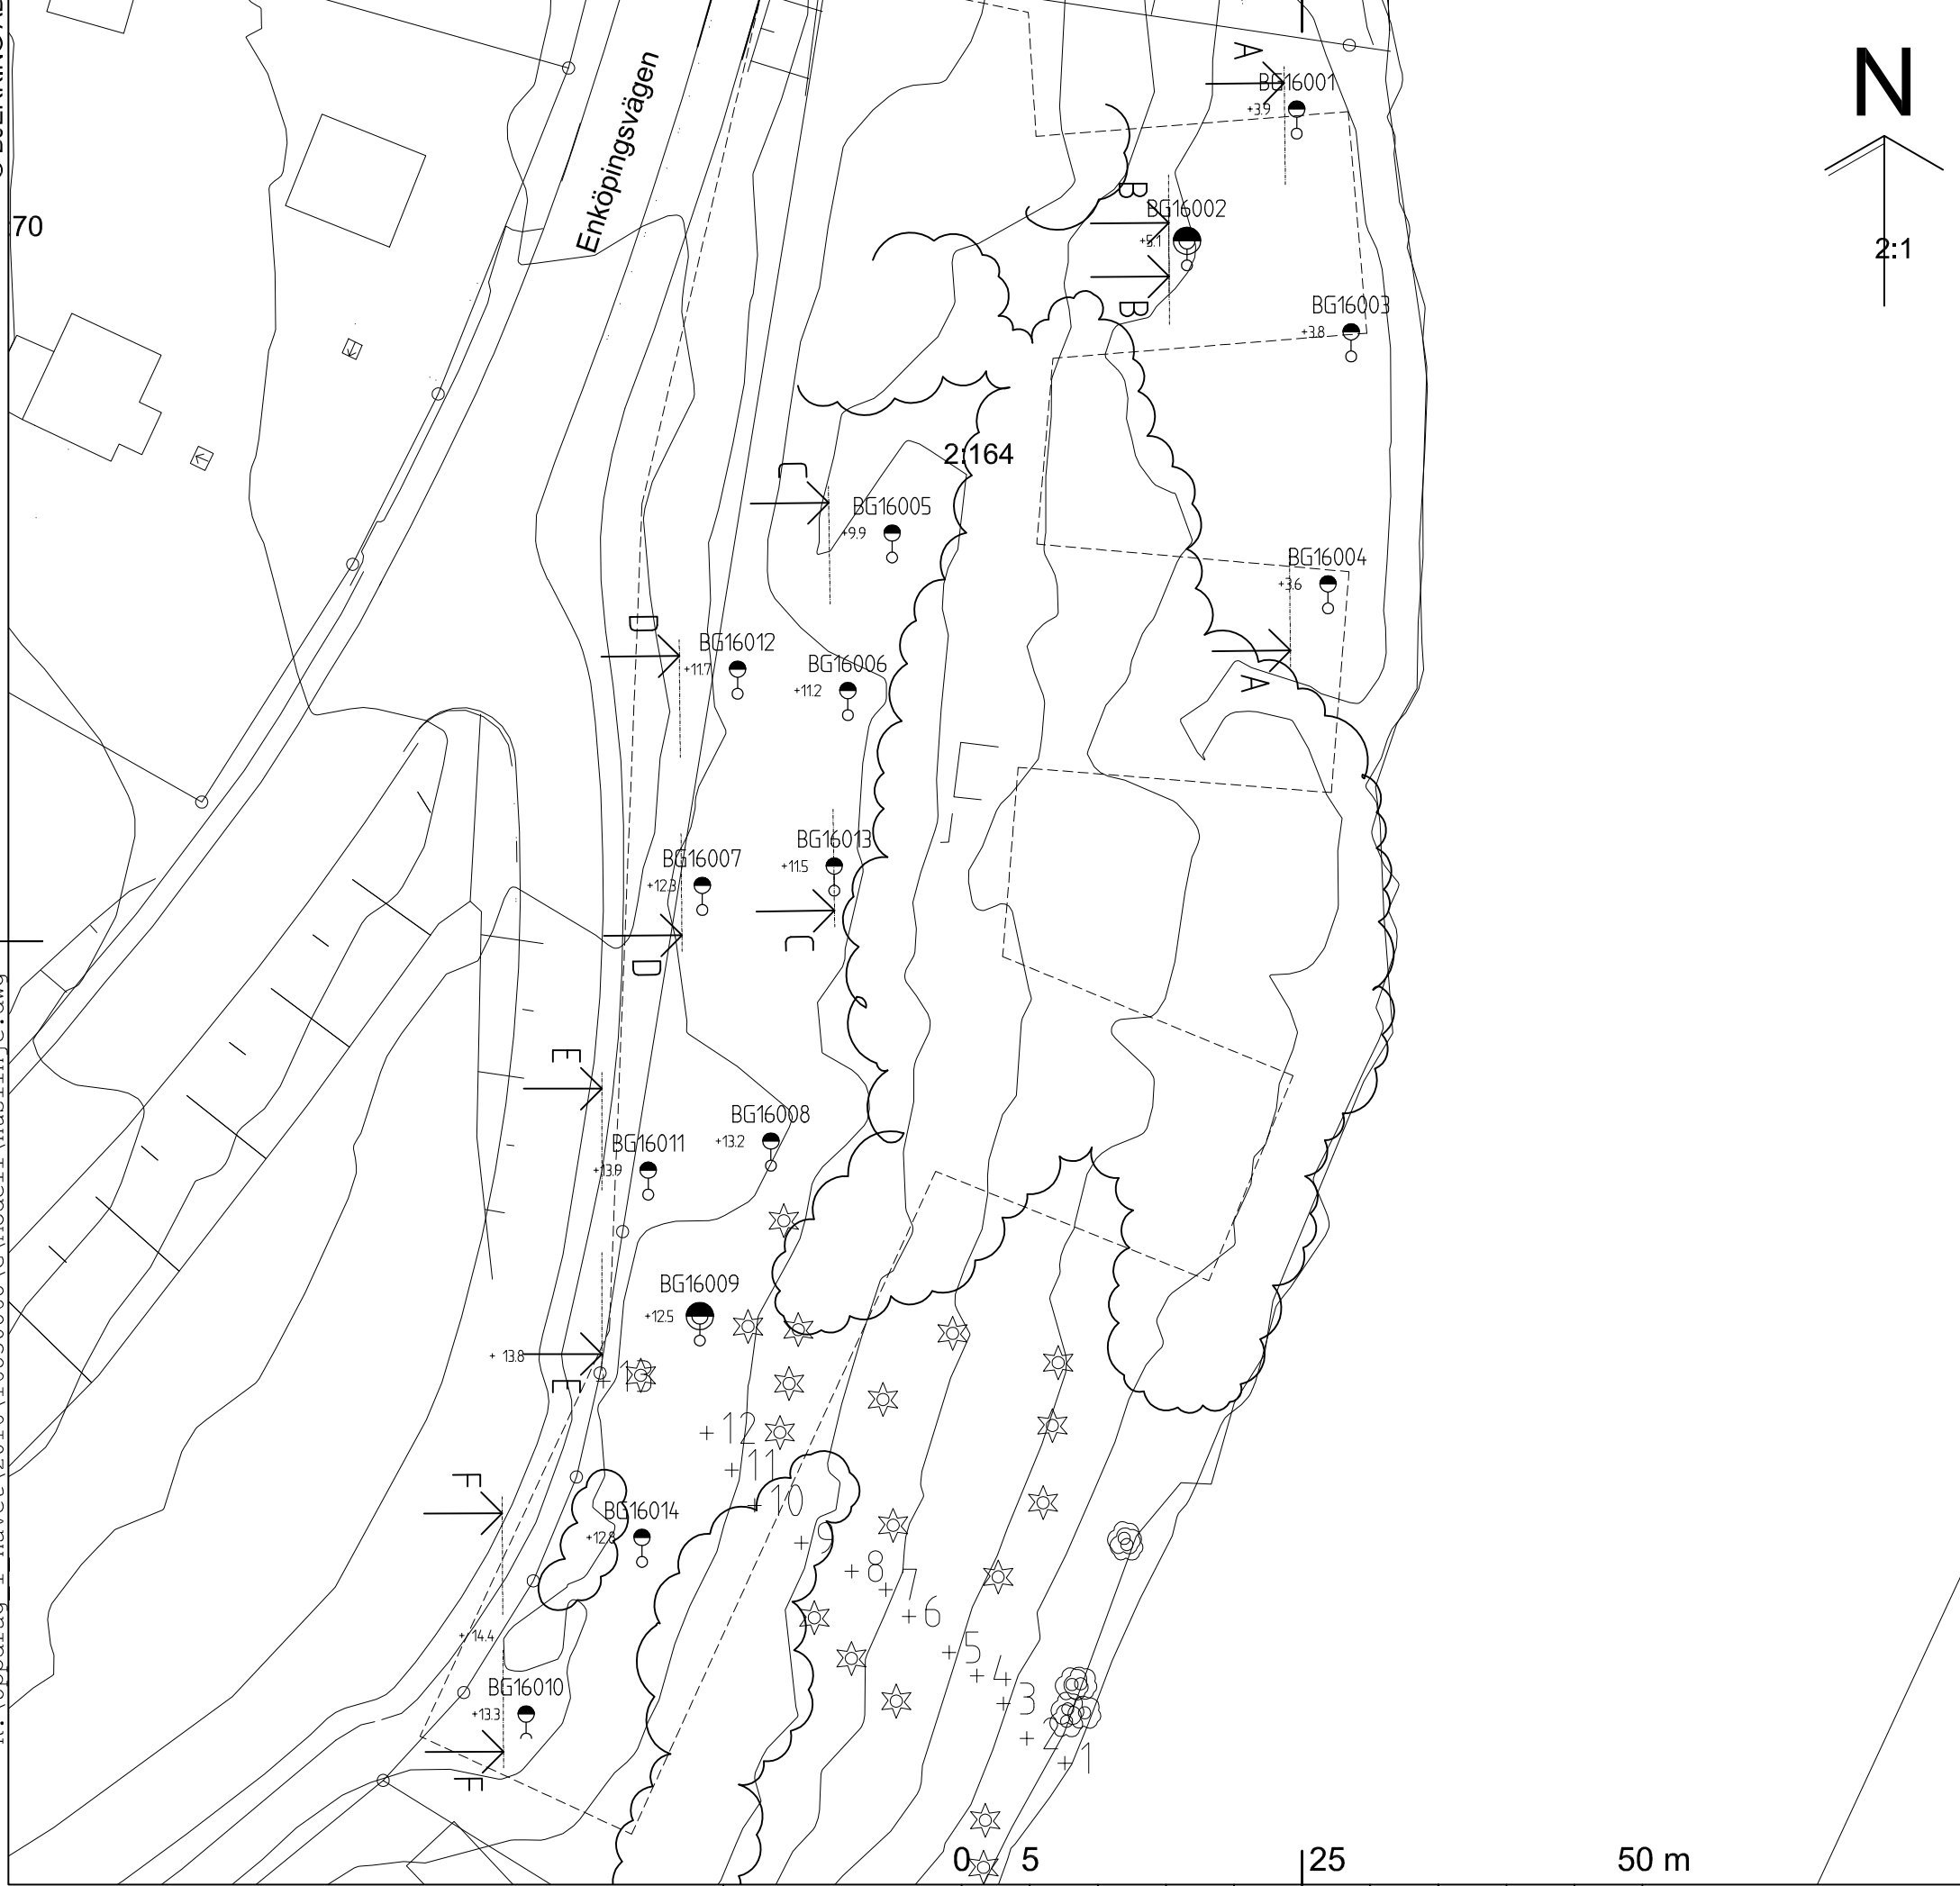 N
2:1
Enköpingsvägen
70
A
BG16001
+3.9
B
BG16002
+5.1
B
BG16003
+3.8
2:164
C
BG16005
+9.9
BG16004
+3.6
A
D
BG16012
+11.7
BG16006
+11.2
BG16013
+11.5
BG16007
+12.3
C
D
E
BG16008
+13.2
BG16011
+13.9
BG16009
+12.5
+ 13.8
E
+ 13
+ 12
+ 11
+ 10
F
BG16014
+12.8
+ 9
+ 8
+ 7
+ 6
+ 5
+ 4
+ 3
+ 2
+ 1
+ 14.4
BG16010
+13.3
F
0 5 25 50 m